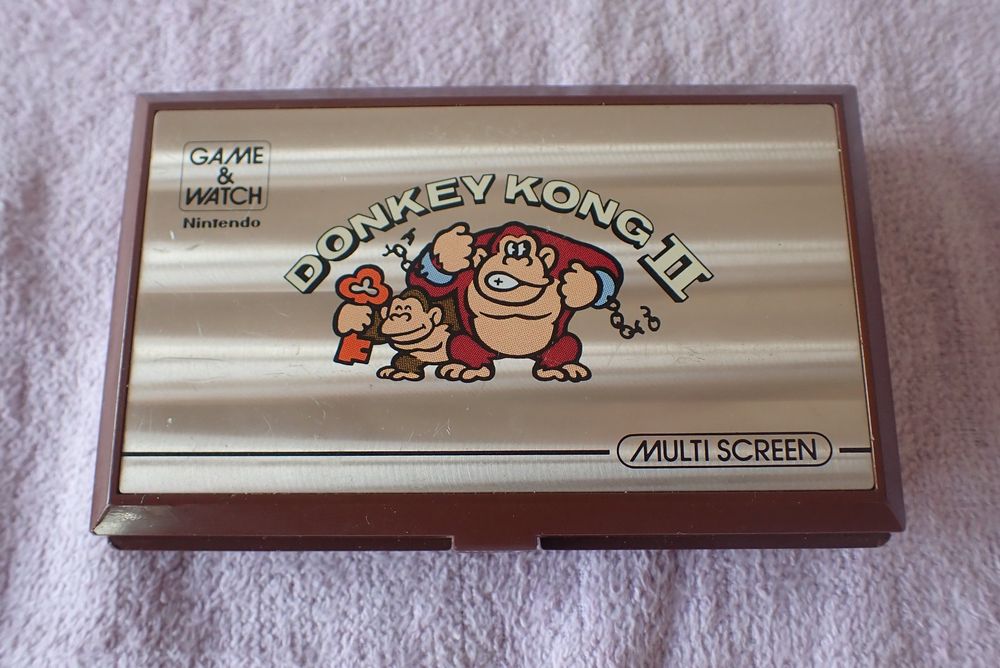 GAME
&
WATCH
Nintendo
DONKEY KONG II
MULTI SCREEN